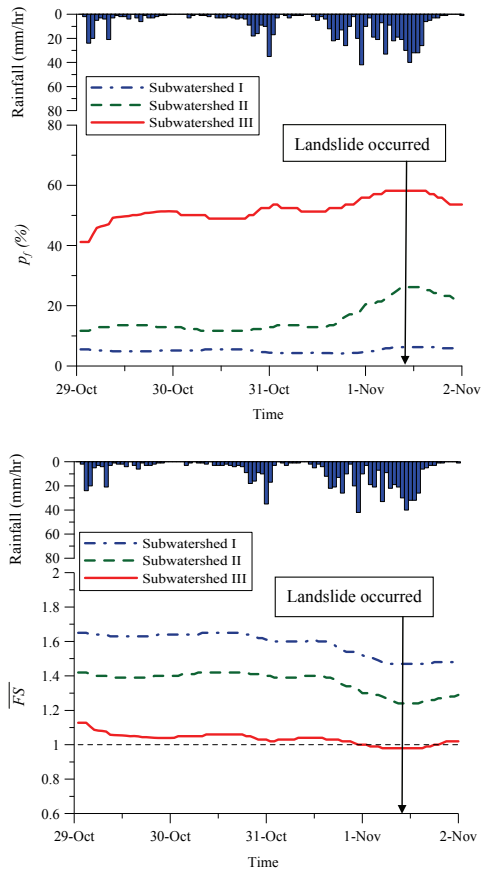 Rainfall (mm/hr)
0
20
40
60
80
Subwatershed I
Subwatershed II
Subwatershed III
Landslide occurred
p_f (%)
80
60
40
20
0
29-Oct 30-Oct 31-Oct 1-Nov 2-Nov
Time
Rainfall (mm/hr)
0
20
40
60
80
Subwatershed I
Subwatershed II
Subwatershed III
Landslide occurred
FS
2
1.8
1.6
1.4
1.2
1
0.8
0.6
29-Oct 30-Oct 31-Oct 1-Nov 2-Nov
Time